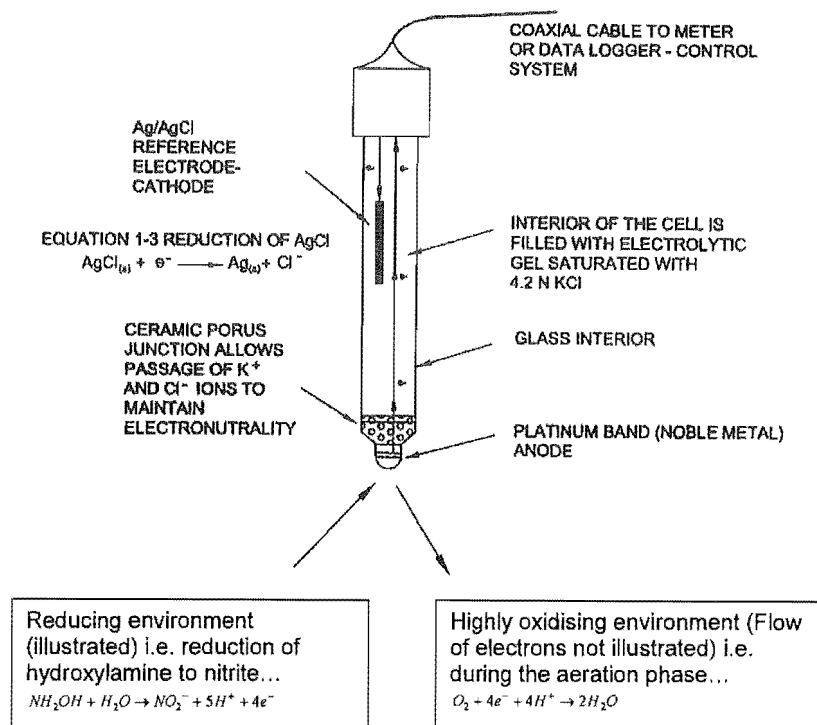 COAXIAL CABLE TO METER
OR DATA LOGGER - CONTROL
SYSTEM
Ag/AgCl
REFERENCE
ELECTRODE-
CATHODE
e-
e-
EQUATION 1-3 REDUCTION OF AgCl
AgCl(s) + e⁻ ⟶ Ag(s) + Cl⁻
INTERIOR OF THE CELL IS
FILLED WITH ELECTROLYTIC
GEL SATURATED WITH
4.2 N KCl
e-
CERAMIC PORUS
JUNCTION ALLOWS
PASSAGE OF K⁺
AND Cl⁻ IONS TO
MAINTAIN
ELECTRONUTRALITY
GLASS INTERIOR
e-
PLATINUM BAND (NOBLE METAL)
ANODE
Reducing environment
(illustrated) i.e. reduction of
hydroxylamine to nitrite...
NH₂OH + H₂O → NO₂⁻ + 5H⁺ + 4e⁻
Highly oxidising environment (Flow
of electrons not illustrated) i.e.
during the aeration phase...
O₂ + 4e⁻ + 4H⁺ → 2H₂O